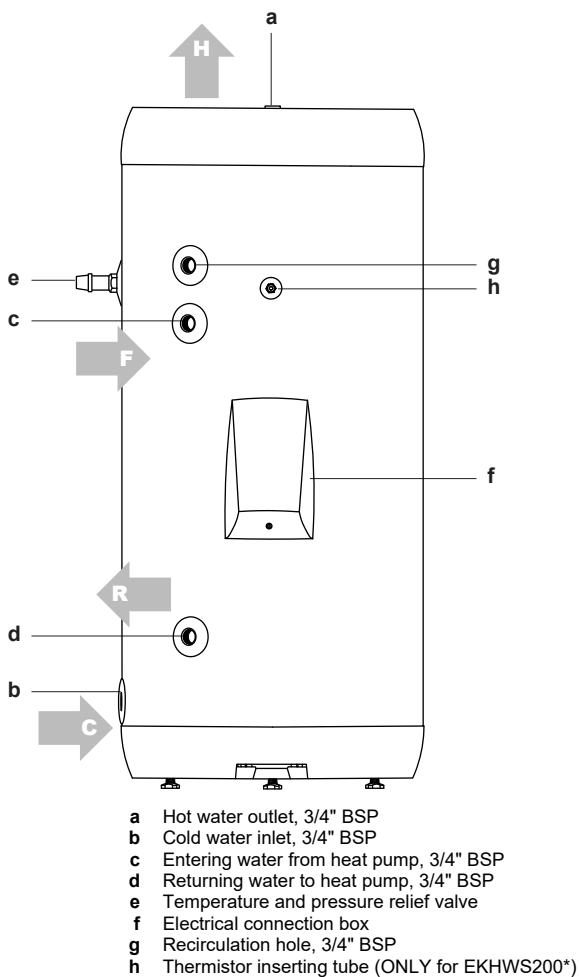 a
H
g
h
e
c
F
f
R
d
b
C
a Hot water outlet, 3/4" BSP
b Cold water inlet, 3/4" BSP
c Entering water from heat pump, 3/4" BSP
d Returning water to heat pump, 3/4" BSP
e Temperature and pressure relief valve
f Electrical connection box
g Recirculation hole, 3/4" BSP
h Thermistor inserting tube (ONLY for EKHWS200*)